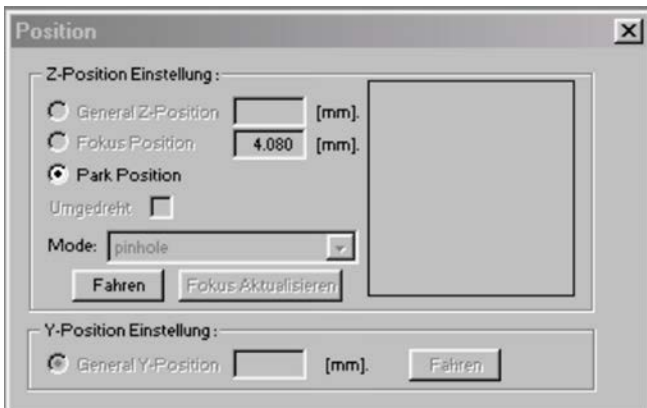 Position
Z-Position Einstellung:
General Z-Position [mm].
Fokus Position 4.080 [mm].
Park Position
Umgedreht
Mode: pinhole
Fahren Fokus Aktualisieren
Y-Position Einstellung:
General Y-Position [mm]. Fahren